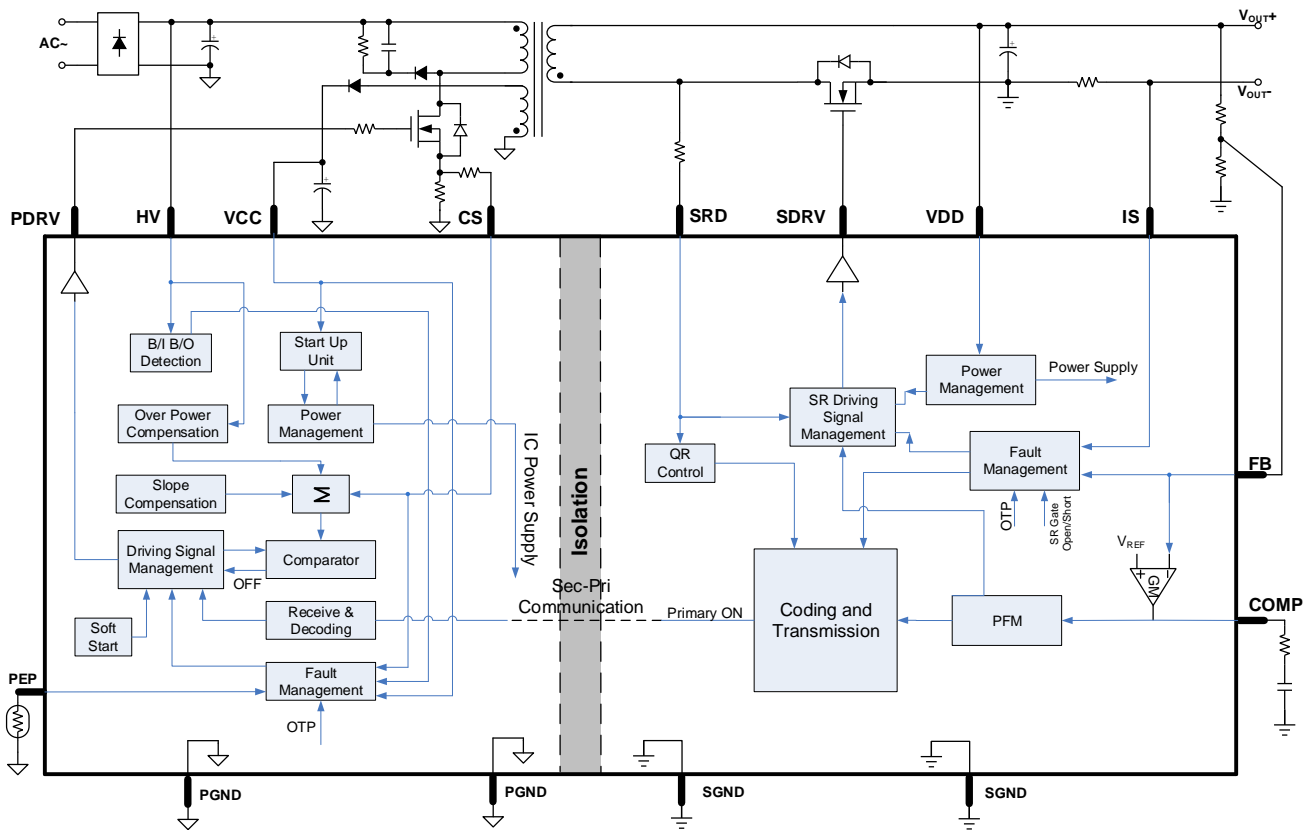 AC~
VOUT+
VOUT-
PDRV
HV
VCC
CS
SRD
SDRV
VDD
IS
B/I B/O
Detection
Start Up
Unit
Over Power
Compensation
Power
Management
Slope
Compensation
M
Driving Signal
Management
Comparator
OFF
Receive &
Decoding
Soft
Start
PEP
Fault
Management
OTP
IC Power Supply
Isolation
Sec-Pri
Communication
Primary ON
Power
Management
Power Supply
SR Driving
Signal
Management
QR
Control
Fault
Management
OTP
SR Gate
Open/Short
FB
VREF
+
−
GM
Coding and
Transmission
PFM
COMP
PGND
PGND
SGND
SGND